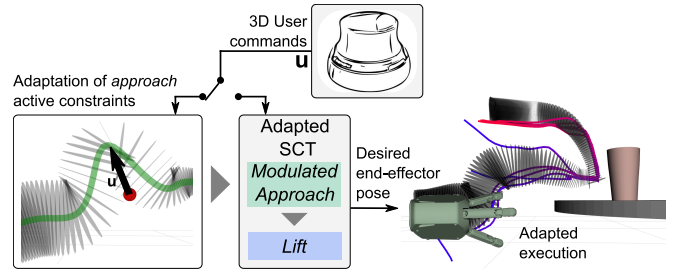 3D User
commands
u
Adaptation of approach
active constraints
u
Adapted
SCT
Modulated
Approach
Lift
Desired
end-effector
pose
Adapted
execution